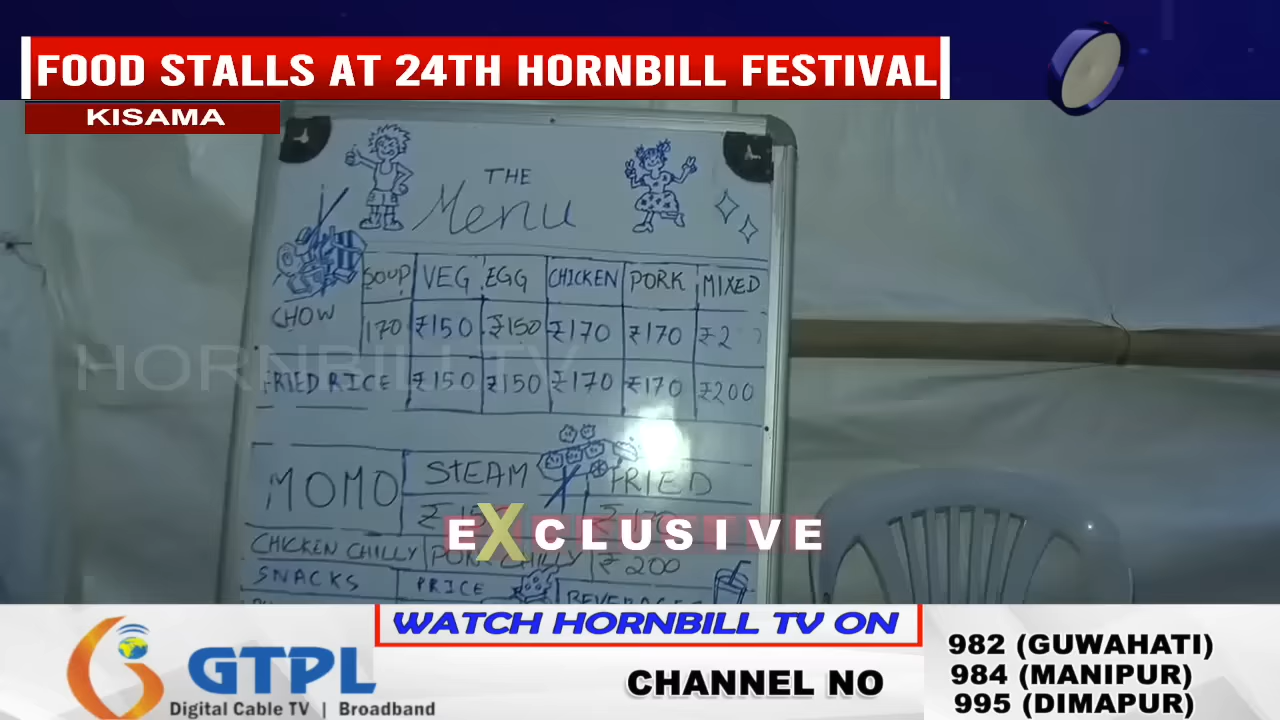 FOOD STALLS AT 24TH HORNBILL FESTIVAL
KISAMA
THE
Menu
SOUP VEG EGG CHICKEN PORK MIXED
CHOW 170 ₹150 ₹150 ₹170 ₹170
FRIED RICE ₹150 ₹150 ₹170 ₹170 ₹200
HORNBILL TV
MOMO STEAM FRIED
EXCLUSIVE
CHICKEN CHILLY PORK CHILLY ₹200
SNACKS PRICE
WATCH HORNBILL TV ON
GTPL
Digital Cable TV | Broadband
CHANNEL NO
982 (GUWAHATI)
984 (MANIPUR)
995 (DIMAPUR)